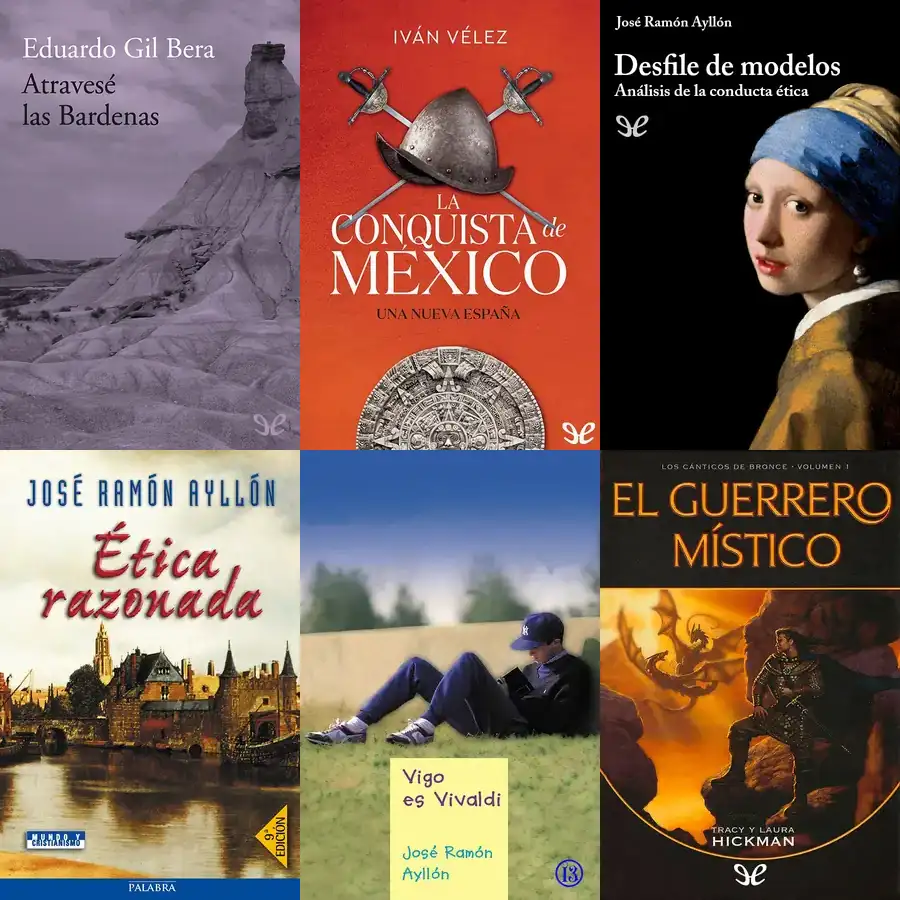 Eduardo Gil Bera
Atravesé
las Bardenas
IVÁN VÉLEZ
LA
CONQUISTA de
MÉXICO
UNA NUEVA ESPAÑA
José Ramón Ayllón
Desfile de modelos
Análisis de la conducta ética
JOSÉ RAMÓN AYLLÓN
Ética
razonada
MUNDO Y
CRISTIANISMO
9ª EDICIÓN
PALABRA
Vigo
es Vivaldi
José Ramón
Ayllón
13
LOS CÁNTICOS DE BRONCE · VOLUMEN 1
EL GUERRERO
MÍSTICO
TRACY Y LAURA
HICKMAN